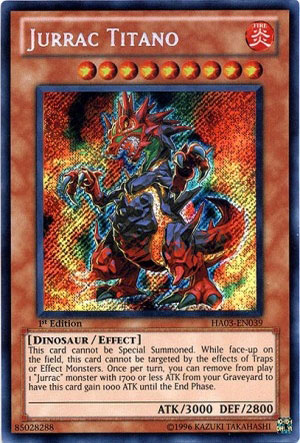 JURRAC TITANO
FIRE
炎
1st Edition
HA03-EN039
[DINOSAUR / EFFECT]
This card cannot be Special Summoned. While face-up
on the field, this card cannot be targeted by the effects of Traps
or Effect Monsters. Once per turn, you can remove from play
1 "Jurrac" monster with 1700 or less ATK from your Graveyard to
have this card gain 1000 ATK until the End Phase.
ATK/3000 DEF/2800
85028288
©1996 KAZUKI TAKAHASHI